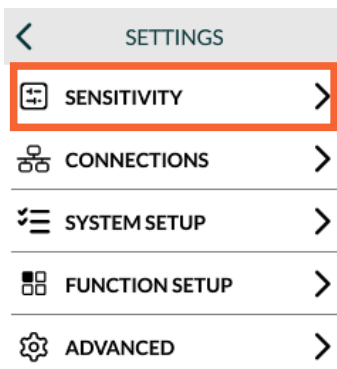 SETTINGS
SENSITIVITY
CONNECTIONS
SYSTEM SETUP
FUNCTION SETUP
ADVANCED